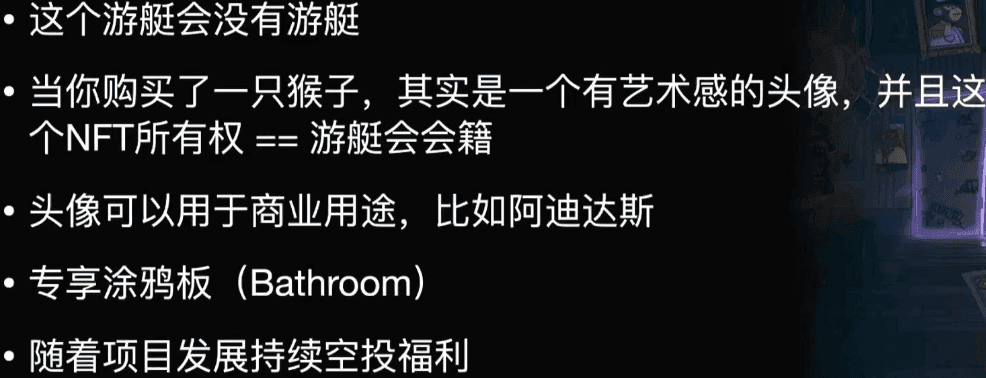 • 这个游艇会没有游艇
• 当你购买了一只猴子，其实是一个有艺术感的头像，并且这
个NFT所有权 == 游艇会会籍
• 头像可以用于商业用途，比如阿迪达斯
• 专享涂鸦板（Bathroom）
• 随着项目发展持续空投福利